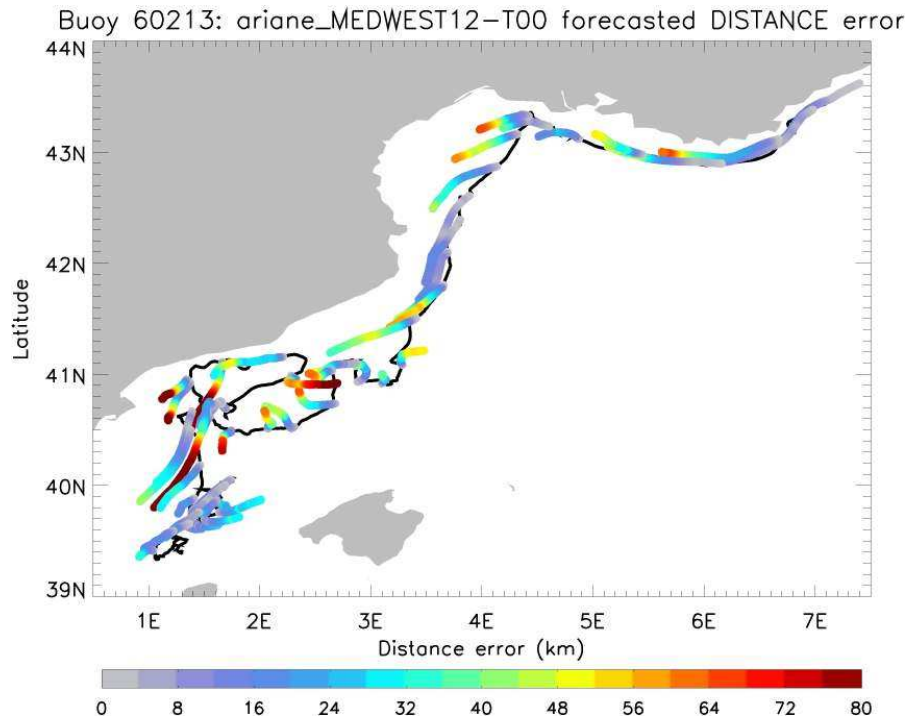 Buoy 60213: ariane_MEDWEST12-T00 forecasted DISTANCE error
44N
43N
42N
41N
40N
39N
Latitude
1E 2E 3E 4E 5E 6E 7E
Distance error (km)
0 8 16 24 32 40 48 56 64 72 80